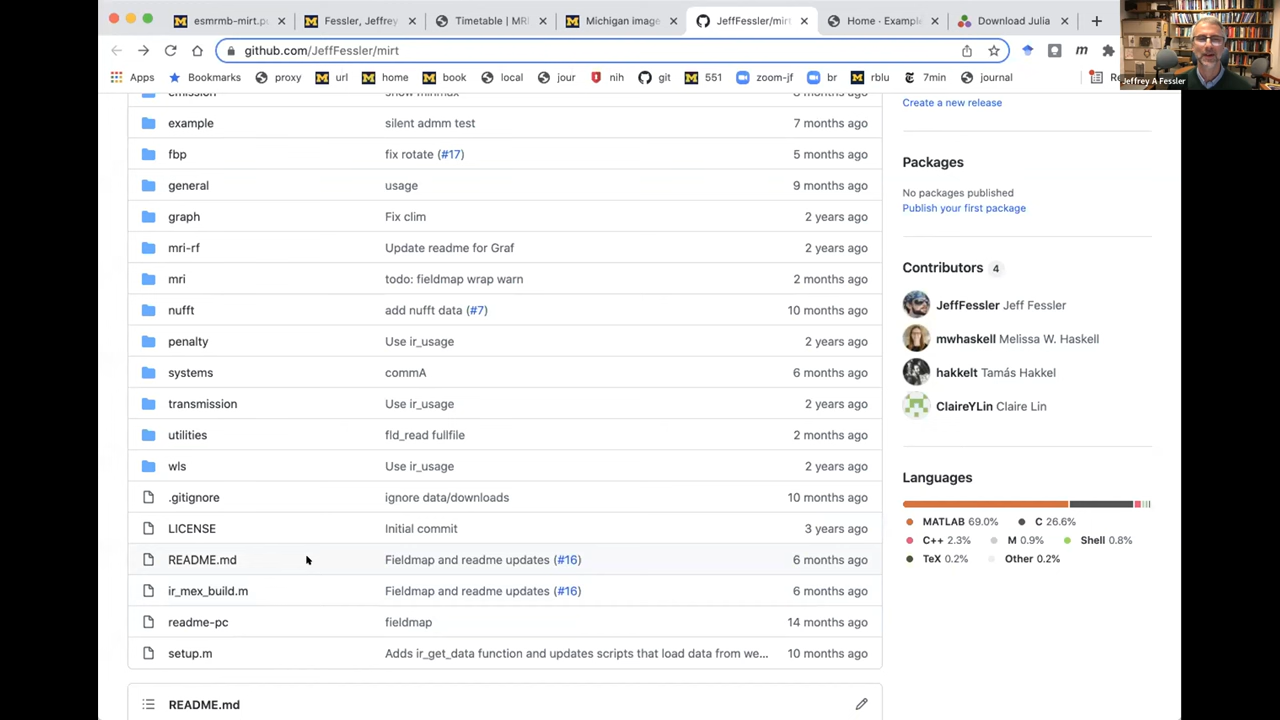 esmrmb-mirt.p
Fessler, Jeffrey
Timetable | MR
Michigan image
JeffFessler/mir
Home · Example
Download Julia
github.com/JeffFessler/mirt
Apps Bookmarks proxy url home book local jour nih git 551 zoom-jf br rblu 7min journal
Jeffrey A Fessler
show minmax
example silent admm test 7 months ago
fbp fix rotate (#17) 5 months ago
general usage 9 months ago
graph Fix clim 2 years ago
mri-rf Update readme for Graf 2 years ago
mri todo: fieldmap wrap warn 2 months ago
nufft add nufft data (#7) 10 months ago
penalty Use ir_usage 2 years ago
systems commA 6 months ago
transmission Use ir_usage 2 years ago
utilities fld_read fullfile 2 months ago
wls Use ir_usage 2 years ago
.gitignore ignore data/downloads 10 months ago
LICENSE Initial commit 3 years ago
README.md Fieldmap and readme updates (#16) 6 months ago
ir_mex_build.m Fieldmap and readme updates (#16) 6 months ago
readme-pc fieldmap 14 months ago
setup.m Adds ir_get_data function and updates scripts that load data from we... 10 months ago
README.md
Create a new release
Packages
No packages published
Publish your first package
Contributors 4
JeffFessler Jeff Fessler
mwhaskell Melissa W. Haskell
hakkelt Tamás Hakkel
ClaireYLin Claire Lin
Languages
MATLAB 69.0% C 26.6%
C++ 2.3% M 0.9% Shell 0.8%
TeX 0.2% Other 0.2%